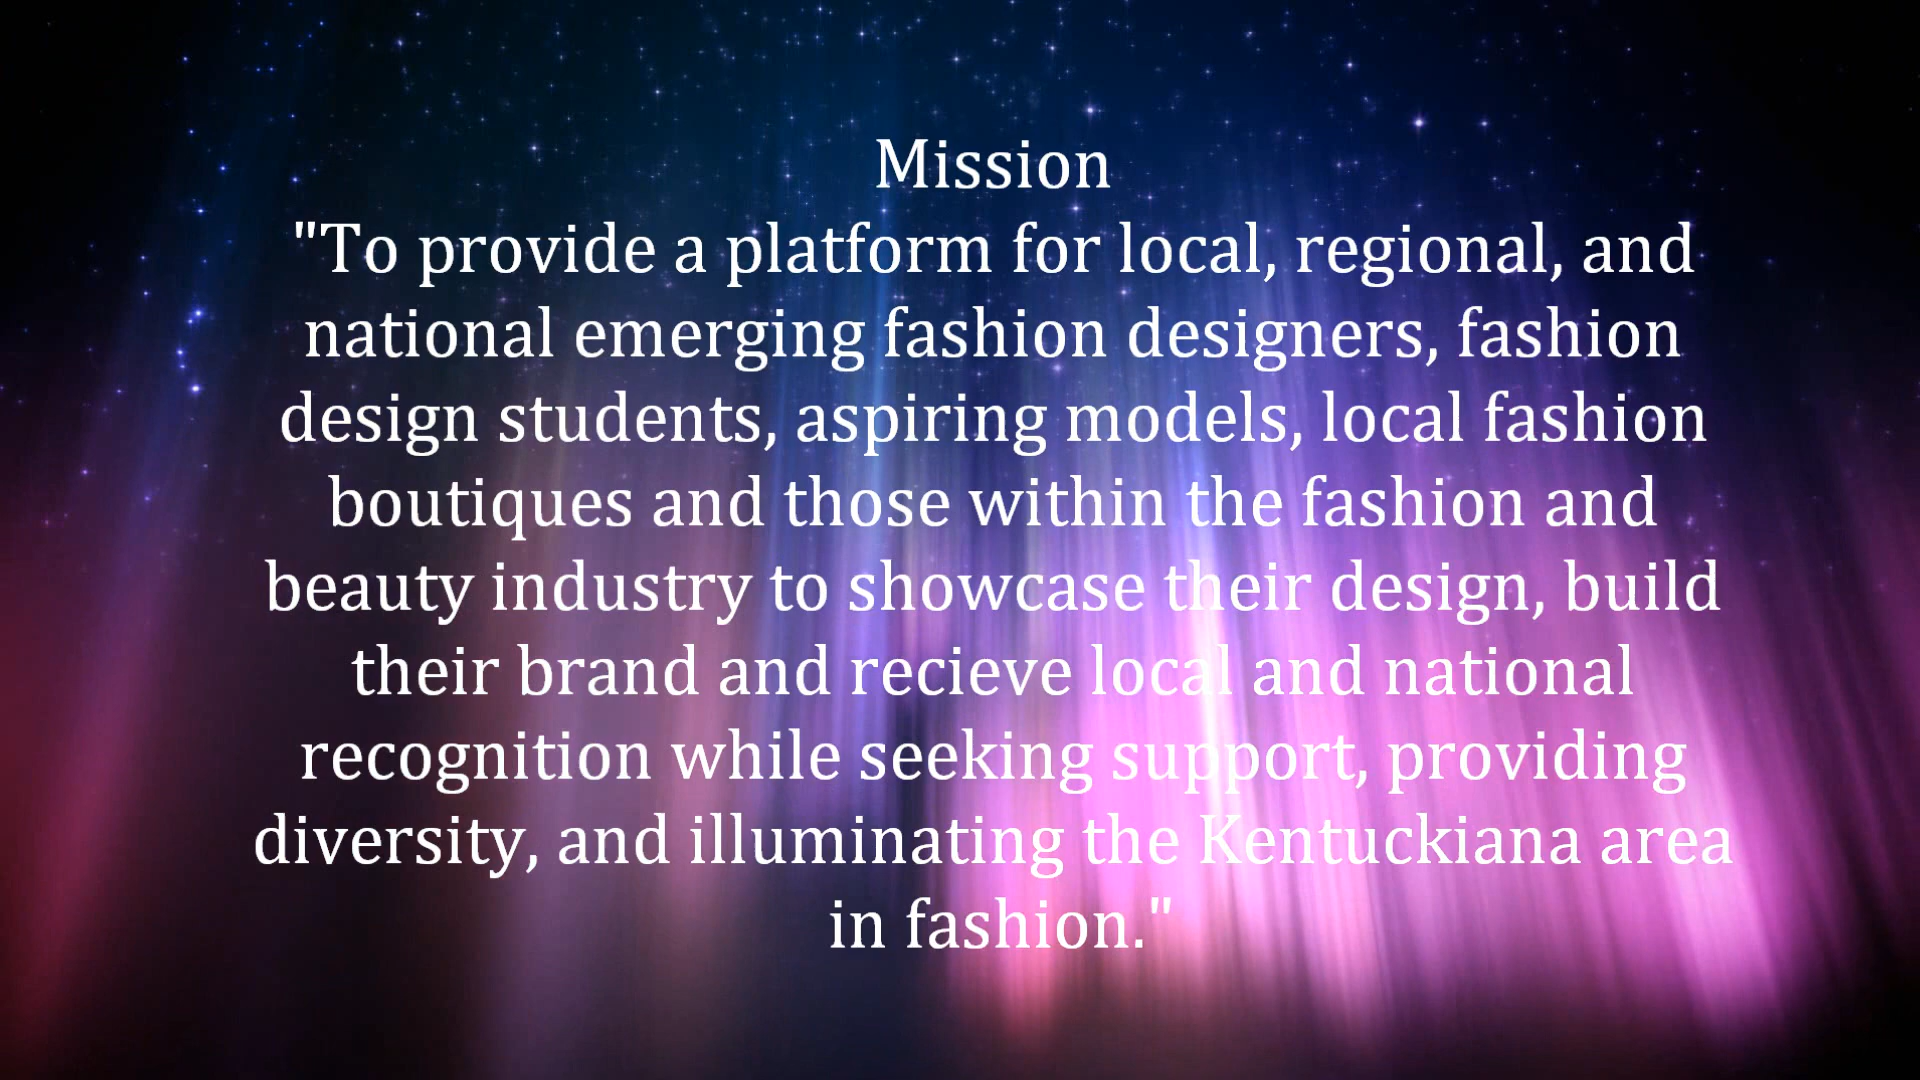 Mission
"To provide a platform for local, regional, and
national emerging fashion designers, fashion
design students, aspiring models, local fashion
boutiques and those within the fashion and
beauty industry to showcase their design, build
their brand and recieve local and national
recognition while seeking support, providing
diversity, and illuminating the Kentuckiana area
in fashion."